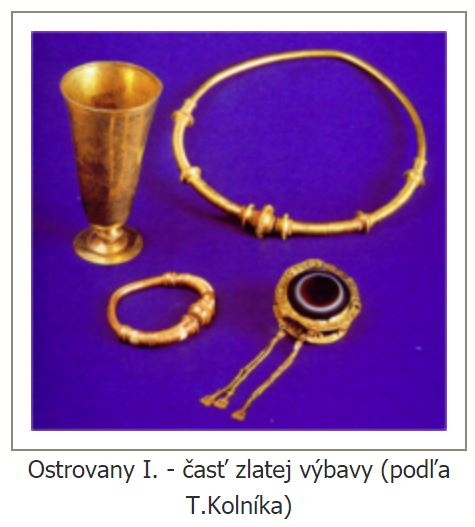 Ostrovany I. - časť zlatej výbavy (podľa
T.Kolníka)